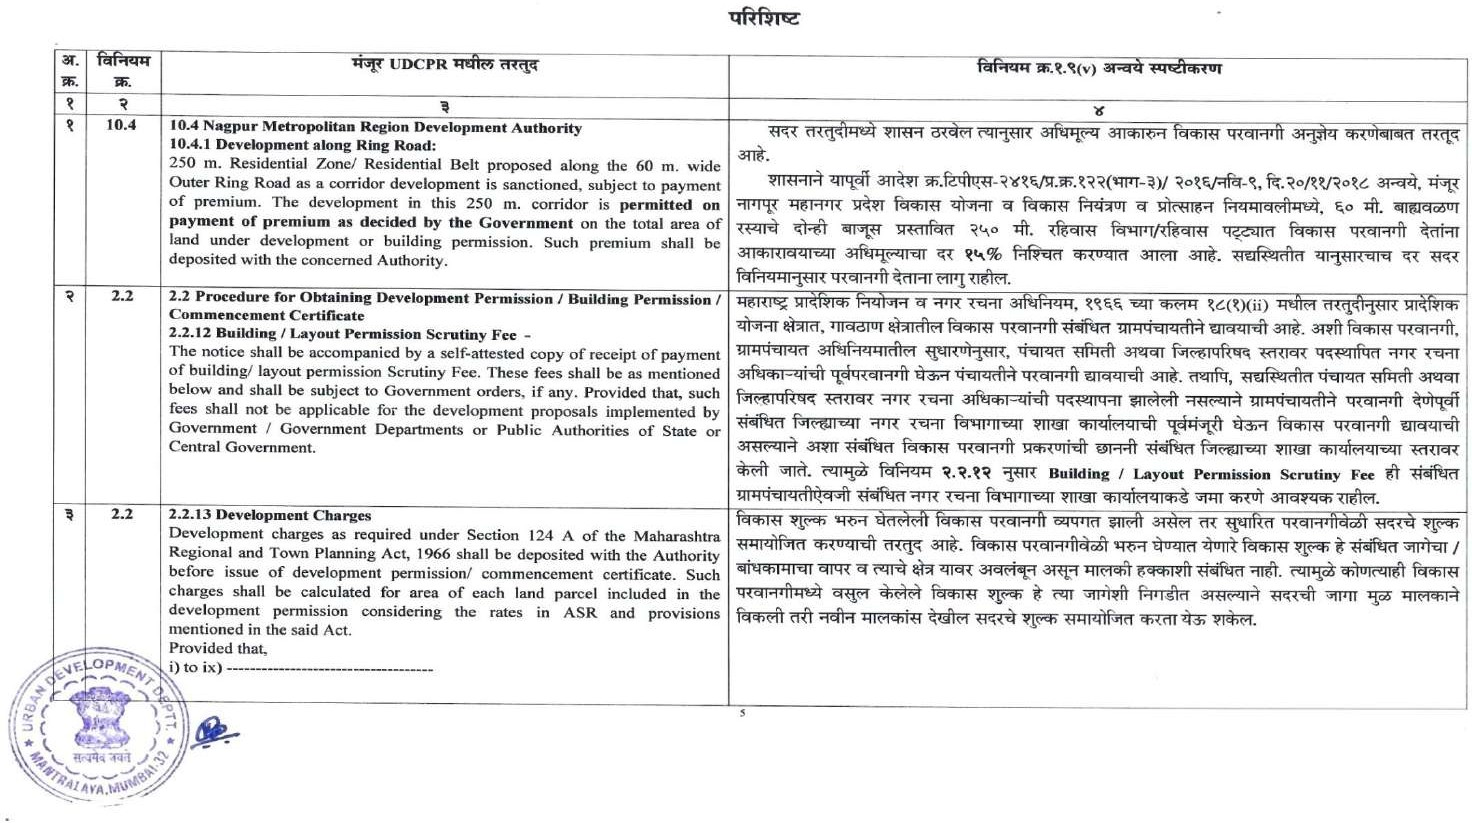 परिशिष्ट
अ. क्र.
विनियम क्र.
मंजूर UDCPR मधील तरतुद
विनियम क्र.१.९(v) अन्वये स्पष्टीकरण
१
२
३
४
१
10.4
10.4 Nagpur Metropolitan Region Development Authority
10.4.1 Development along Ring Road:
250 m. Residential Zone/ Residential Belt proposed along the 60 m. wide
Outer Ring Road as a corridor development is sanctioned, subject to payment
of premium. The development in this 250 m. corridor is permitted on
payment of premium as decided by the Government on the total area of
land under development or building permission. Such premium shall be
deposited with the concerned Authority.
सदर तरतुदीमध्ये शासन ठरवेल त्यानुसार अधिमूल्य आकारुन विकास परवानगी अनुज्ञेय करणेबाबत तरतूद
आहे.
शासनाने यापूर्वी आदेश क्र.टिपीएस-२४१६/प्र.क्र.१२२(भाग-३)/ २०१६/नवि-९, दि.२०/११/२०१८ अन्वये, मंजूर
नागपूर महानगर प्रदेश विकास योजना व विकास नियंत्रण व प्रोत्साहन नियमावलीमध्ये, ६० मी. बाह्यवळण
रस्याचे दोन्ही बाजूस प्रस्तावित २५० मी. रहिवास विभाग/रहिवास पट्ट्यात विकास परवानगी देतांना
आकारावयाच्या अधिमूल्याचा दर १५% निश्चित करण्यात आला आहे. सद्यस्थितीत यानुसारचाच दर सदर
विनियमानुसार परवानगी देताना लागु राहील.
२
2.2
2.2 Procedure for Obtaining Development Permission / Building Permission /
Commencement Certificate
2.2.12 Building / Layout Permission Scrutiny Fee -
The notice shall be accompanied by a self-attested copy of receipt of payment
of building/ layout permission Scrutiny Fee. These fees shall be as mentioned
below and shall be subject to Government orders, if any. Provided that, such
fees shall not be applicable for the development proposals implemented by
Government / Government Departments or Public Authorities of State or
Central Government.
महाराष्ट्र प्रादेशिक नियोजन व नगर रचना अधिनियम, १९६६ च्या कलम १८(१)(ii) मधील तरतुदीनुसार प्रादेशिक
योजना क्षेत्रात, गावठाण क्षेत्रातील विकास परवानगी संबंधित ग्रामपंचायतीने द्यावयाची आहे. अशी विकास परवानगी,
ग्रामपंचायत अधिनियमातील सुधारणेनुसार, पंचायत समिती अथवा जिल्हापरिषद स्तरावर पदस्थापित नगर रचना
अधिकाऱ्यांची पूर्वपरवानगी घेऊन पंचायतीने परवानगी द्यावयाची आहे. तथापि, सद्यस्थितीत पंचायत समिती अथवा
जिल्हापरिषद स्तरावर नगर रचना अधिकाऱ्यांची पदस्थापना झालेली नसल्याने ग्रामपंचायतीने परवानगी देणेपूर्वी
संबंधित जिल्ह्याच्या नगर रचना विभागाच्या शाखा कार्यालयाची पूर्वमंजूरी घेऊन विकास परवानगी द्यावयाची
असल्याने अशा संबंधित विकास परवानगी प्रकरणांची छाननी संबंधित जिल्ह्याच्या शाखा कार्यालयाच्या स्तरावर
केली जाते. त्यामुळे विनियम २.२.१२ नुसार Building / Layout Permission Scrutiny Fee ही संबंधित
ग्रामपंचायतीऐवजी संबंधित नगर रचना विभागाच्या शाखा कार्यालयाकडे जमा करणे आवश्यक राहील.
३
2.2
2.2.13 Development Charges
Development charges as required under Section 124 A of the Maharashtra
Regional and Town Planning Act, 1966 shall be deposited with the Authority
before issue of development permission/ commencement certificate. Such
charges shall be calculated for area of each land parcel included in the
development permission considering the rates in ASR and provisions
mentioned in the said Act.
Provided that,
i) to ix) ------------------------------------
विकास शुल्क भरुन घेतलेली विकास परवानगी व्यपगत झाली असेल तर सुधारित परवानगीवेळी सदरचे शुल्क
समायोजित करण्याची तरतुद आहे. विकास परवानगीवेळी भरुन घेण्यात येणारे विकास शुल्क हे संबंधित जागेचा /
बांधकामाचा वापर व त्याचे क्षेत्र यावर अवलंबून असून मालकी हक्काशी संबंधित नाही. त्यामुळे कोणत्याही विकास
परवानगीमध्ये वसुल केलेले विकास शुल्क हे त्या जागेशी निगडीत असल्याने सदरची जागा मुळ मालकाने
विकली तरी नवीन मालकांस देखील सदरचे शुल्क समायोजित करता येऊ शकेल.
5
URBAN DEVELOPMENT DEPTT.
सत्यमेव जयते
MANTRALAYA, MUMBAI-32